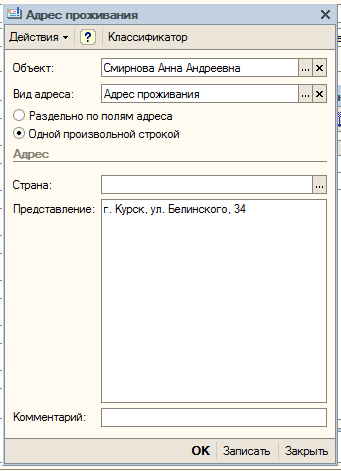 Адрес проживания
Действия ? Классификатор
Объект: Смирнова Анна Андреевна ...
Вид адреса: Адрес проживания ...
Раздельно по полям адреса
Одной произвольной строкой
Адрес
Страна: ...
Представление: г. Курск, ул. Белинского, 34
Комментарий:
OK Записать Закрыть